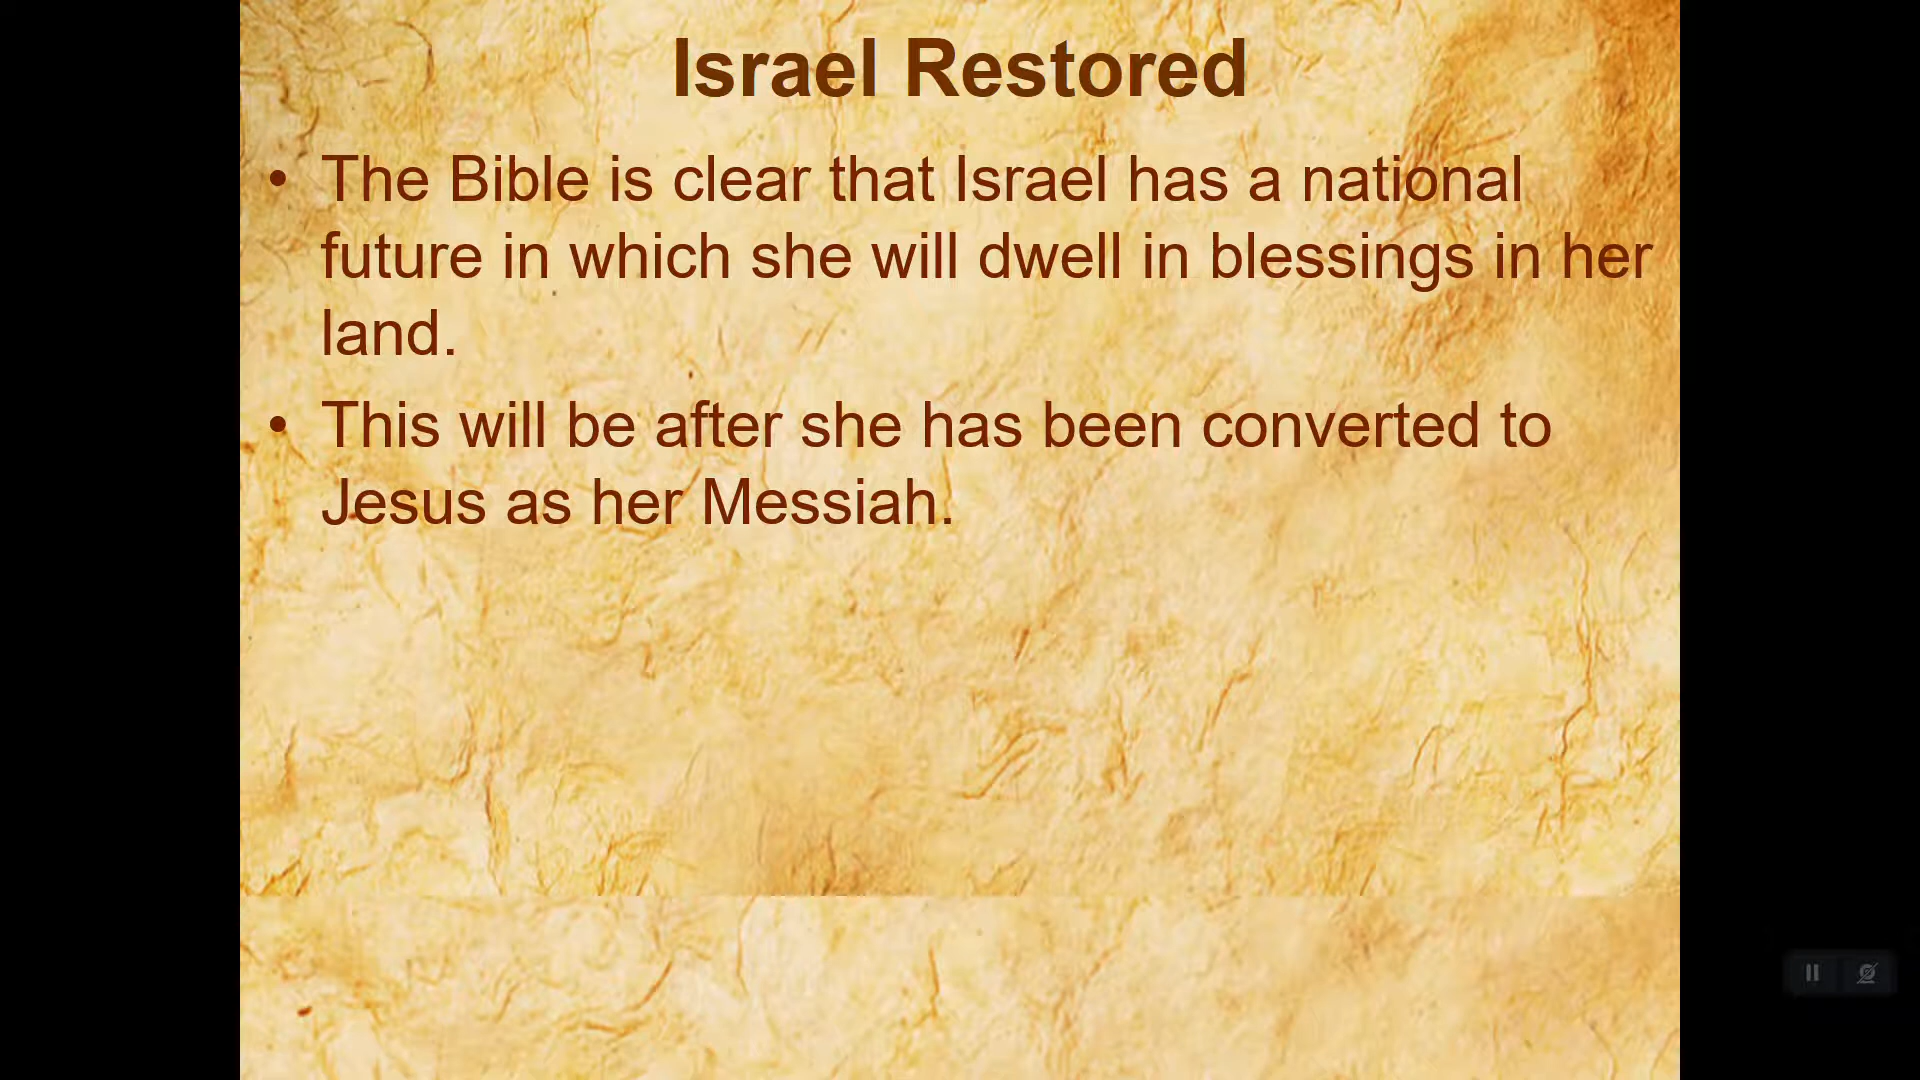 Israel Restored
• The Bible is clear that Israel has a national
future in which she will dwell in blessings in her
land.
• This will be after she has been converted to
Jesus as her Messiah.